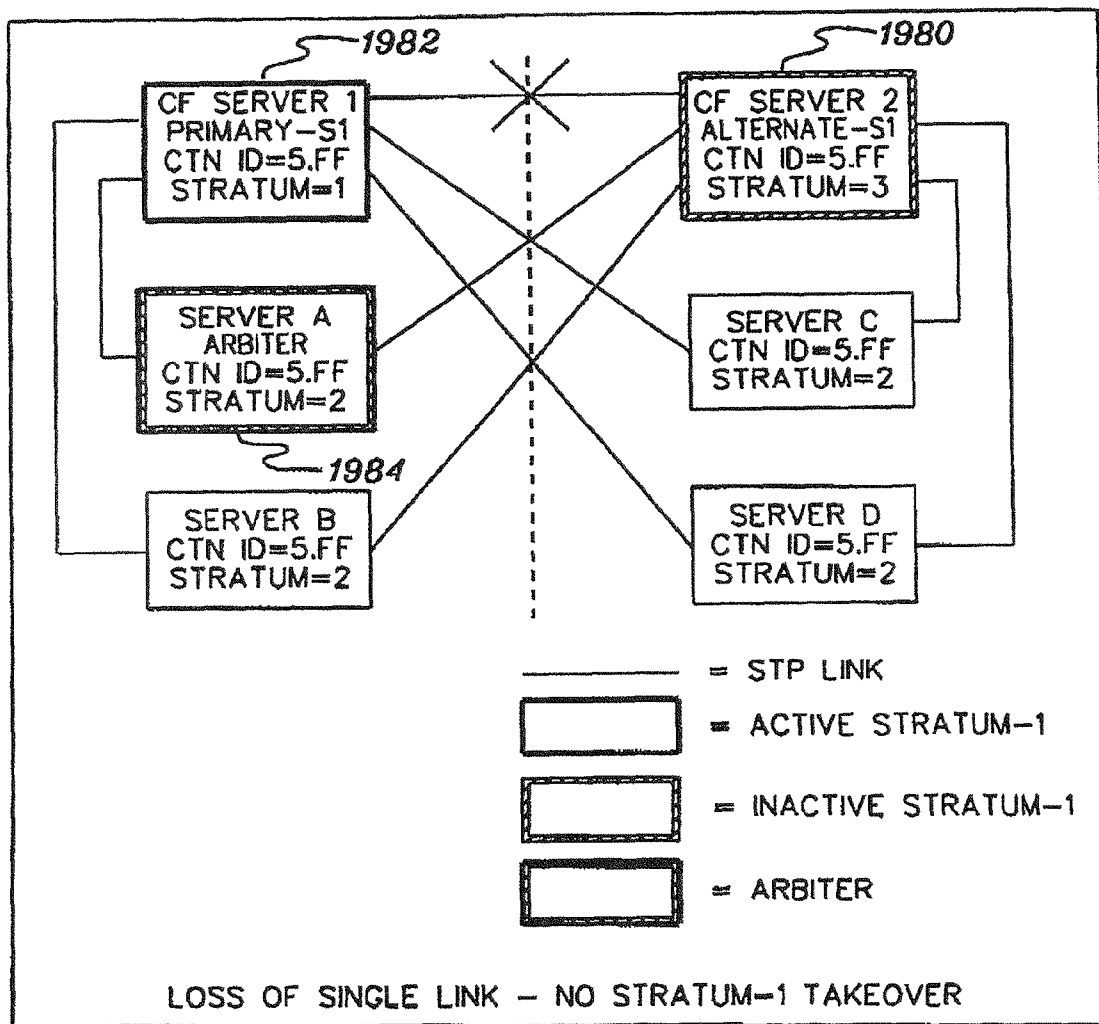 1982
CF SERVER 1
PRIMARY-S1
CTN ID=5.FF
STRATUM=1
1980
CF SERVER 2
ALTERNATE-S1
CTN ID=5.FF
STRATUM=3
SERVER A
ARBITER
CTN ID=5.FF
STRATUM=2
1984
SERVER C
CTN ID=5.FF
STRATUM=2
SERVER B
CTN ID=5.FF
STRATUM=2
SERVER D
CTN ID=5.FF
STRATUM=2
= STP LINK
= ACTIVE STRATUM-1
= INACTIVE STRATUM-1
= ARBITER
LOSS OF SINGLE LINK - NO STRATUM-1 TAKEOVER